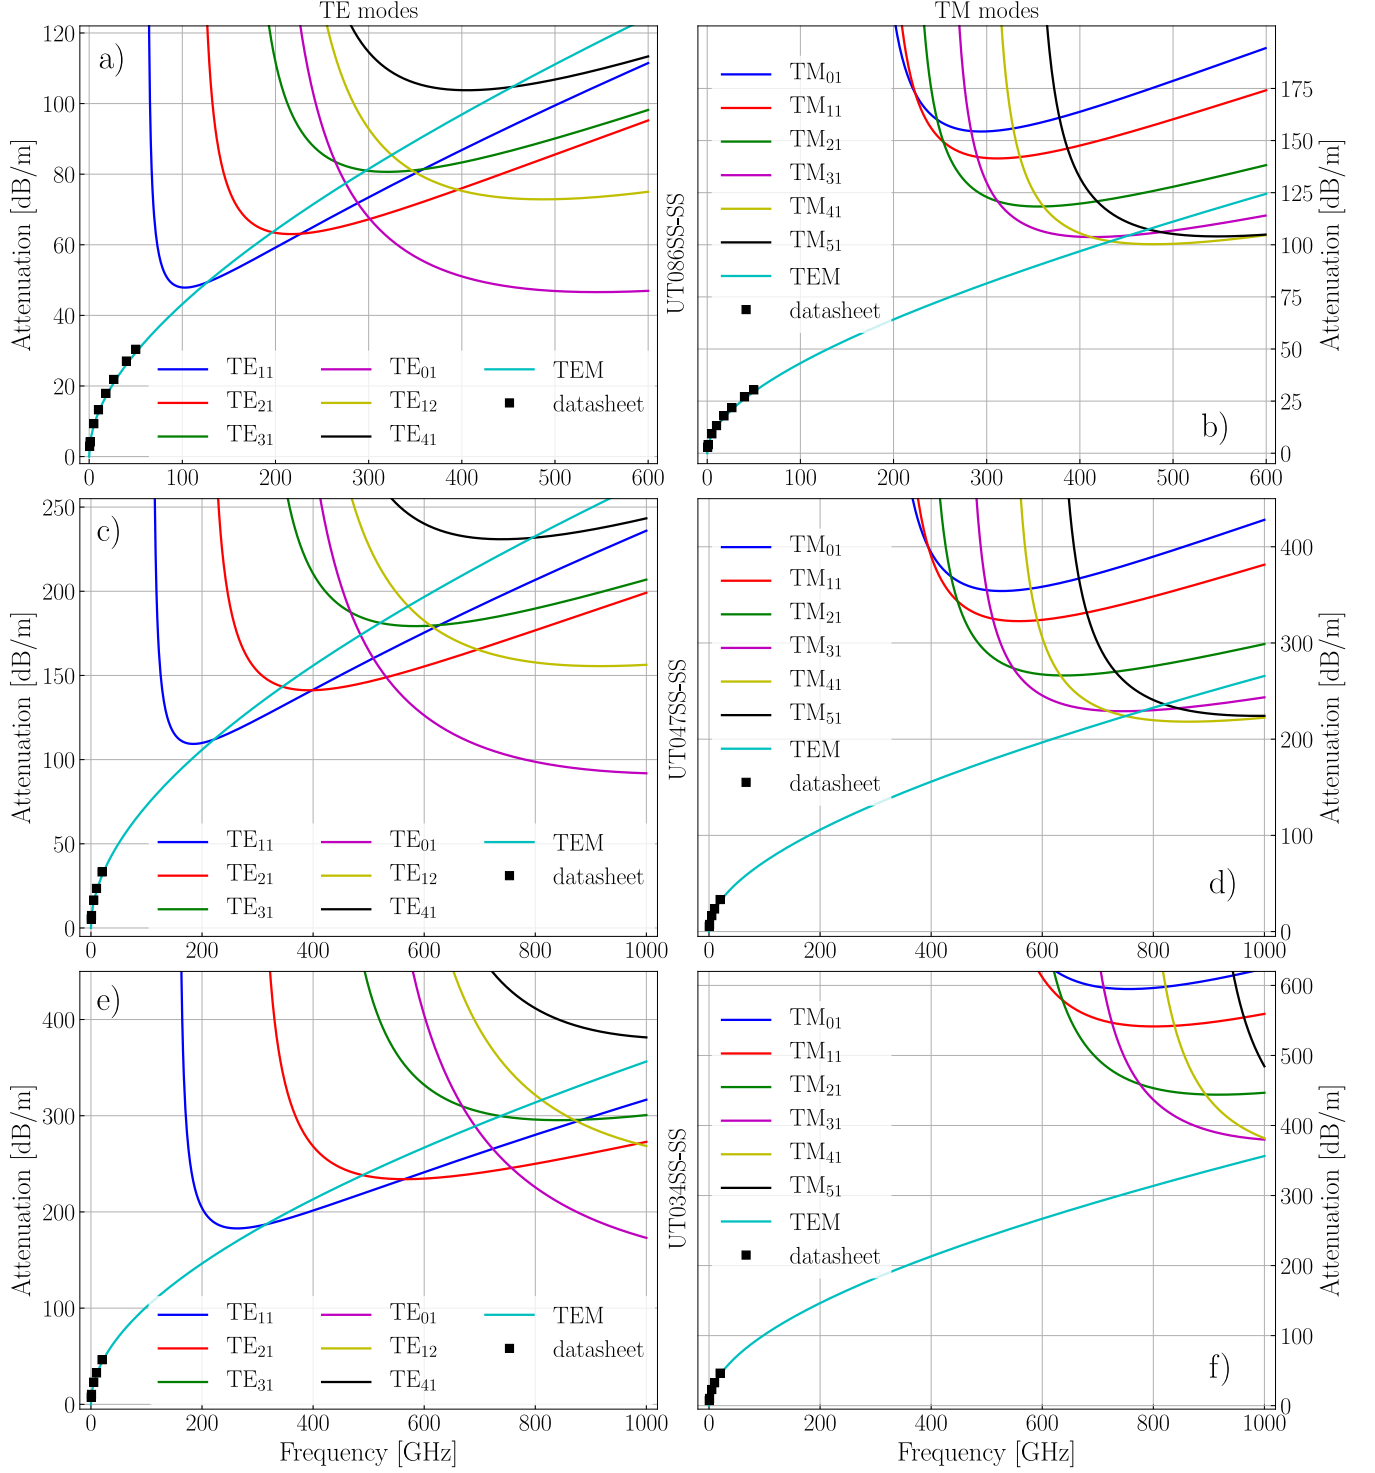 TE modes
TM modes
a)
Attenuation [dB/m]
0
20
40
60
80
100
120
0
100
200
300
400
500
600
TE11
TE21
TE31
TE01
TE12
TE41
TEM
datasheet
UT086SS-SS
b)
TM01
TM11
TM21
TM31
TM41
TM51
TEM
datasheet
0
100
200
300
400
500
600
0
25
50
75
100
125
150
175
Attenuation [dB/m]
c)
Attenuation [dB/m]
0
50
100
150
200
250
0
200
400
600
800
1000
TE11
TE21
TE31
TE01
TE12
TE41
TEM
datasheet
UT047SS-SS
d)
TM01
TM11
TM21
TM31
TM41
TM51
TEM
datasheet
0
200
400
600
800
1000
0
100
200
300
400
Attenuation [dB/m]
e)
Attenuation [dB/m]
0
100
200
300
400
0
200
400
600
800
1000
Frequency [GHz]
TE11
TE21
TE31
TE01
TE12
TE41
TEM
datasheet
UT034SS-SS
f)
TM01
TM11
TM21
TM31
TM41
TM51
TEM
datasheet
0
200
400
600
800
1000
Frequency [GHz]
0
100
200
300
400
500
600
Attenuation [dB/m]